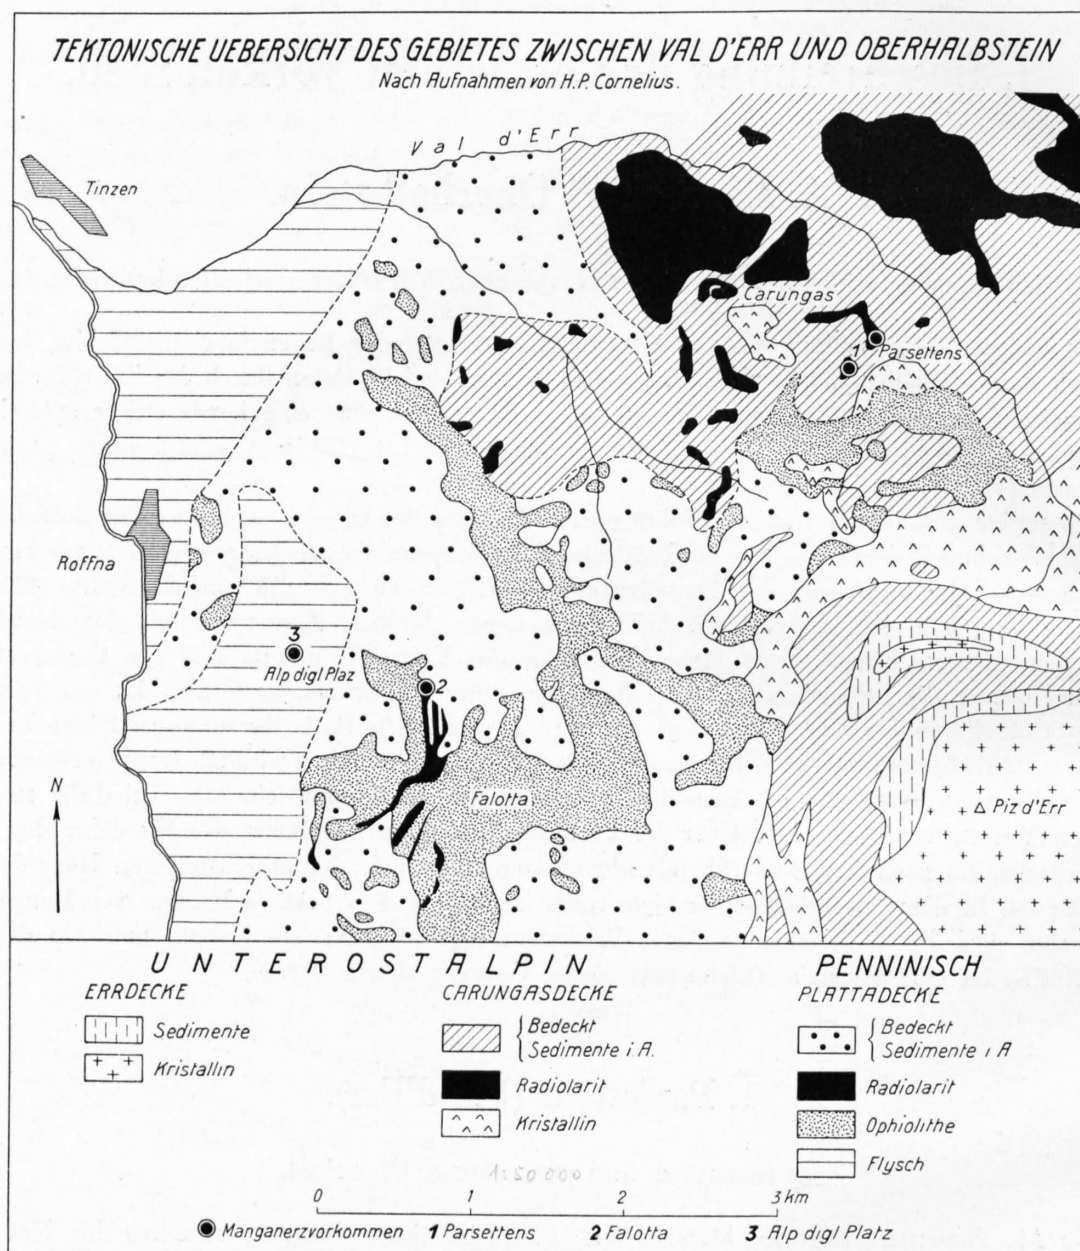 TEKTONISCHE UEBERSICHT DES GEBIETES ZWISCHEN VAL D'ERR UND OBERHALBSTEIN
Nach Aufnahmen von H.P. Cornelius.
Val d'Err
Tinzen
Carungas
1 Parsettens
Roffna
3
Alp digl Plaz
2
N
Falotta
Piz d'Err
UNTEROSTALPIN
PENNINISCH
ERRDECKE
CARUNGASDECKE
PLATTADECKE
Sedimente
Kristallin
Bedeckt
Sedimente i. A.
Radiolarit
Kristallin
Bedeckt
Sedimente i A
Radiolarit
Ophiolithe
Flysch
1:20 000
0 1 2 3 km
Manganerzvorkommen 1 Parsettens 2 Falotta 3 Alp digl Platz